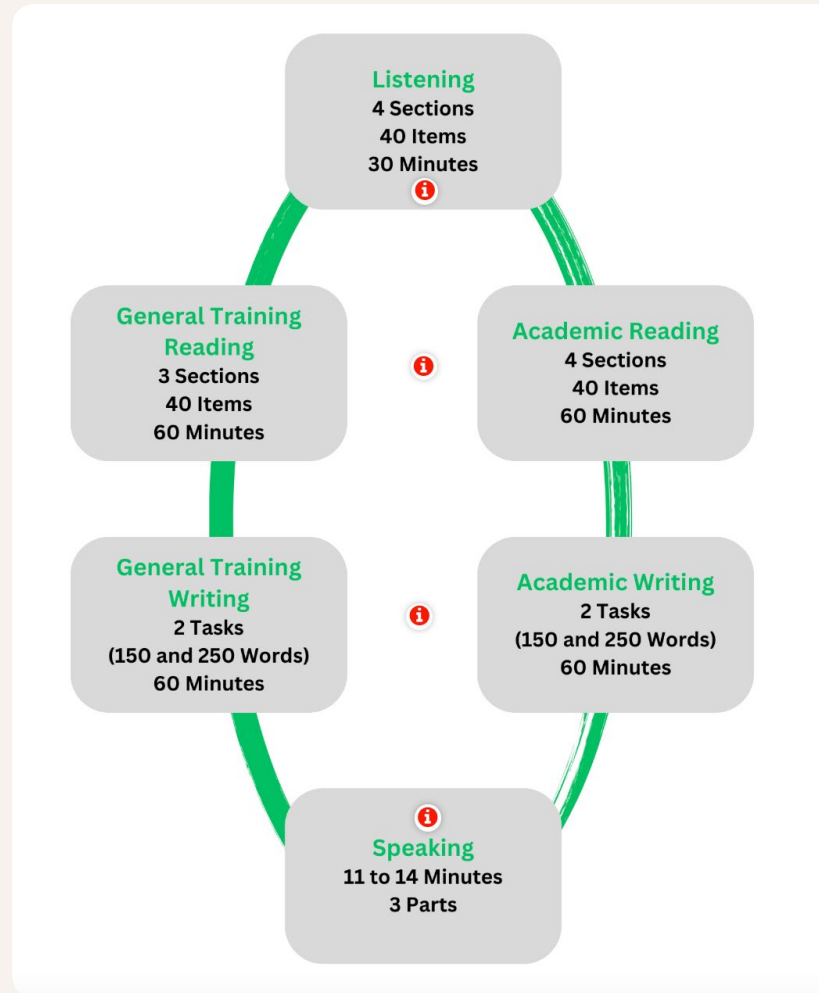 Listening
4 Sections
40 Items
30 Minutes
General Training
Reading
3 Sections
40 Items
60 Minutes
Academic Reading
4 Sections
40 Items
60 Minutes
General Training
Writing
2 Tasks
(150 and 250 Words)
60 Minutes
Academic Writing
2 Tasks
(150 and 250 Words)
60 Minutes
Speaking
11 to 14 Minutes
3 Parts